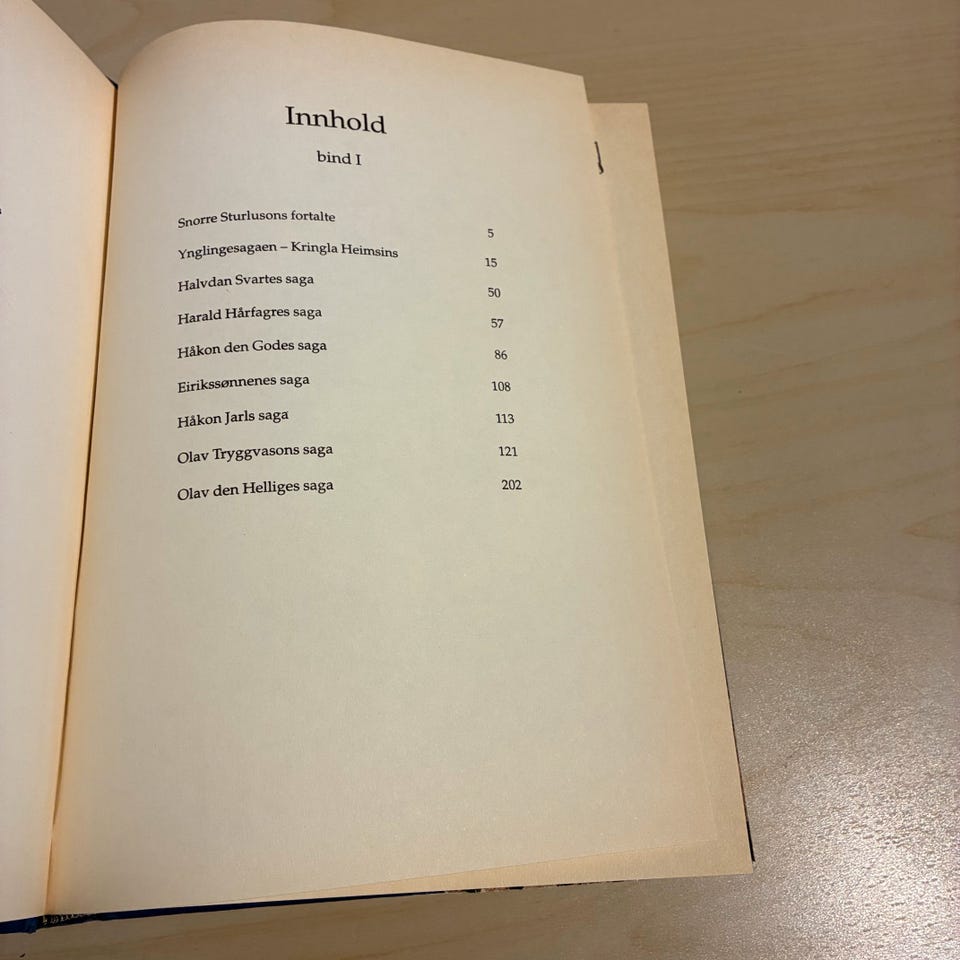 Innhold
bind I
Snorre Sturlusons fortalte 5
Ynglingesagaen – Kringla Heimsins 15
Halvdan Svartes saga 50
Harald Hårfagres saga 57
Håkon den Godes saga 86
Eirikssønnenes saga 108
Håkon Jarls saga 113
Olav Tryggvasons saga 121
Olav den Helliges saga 202